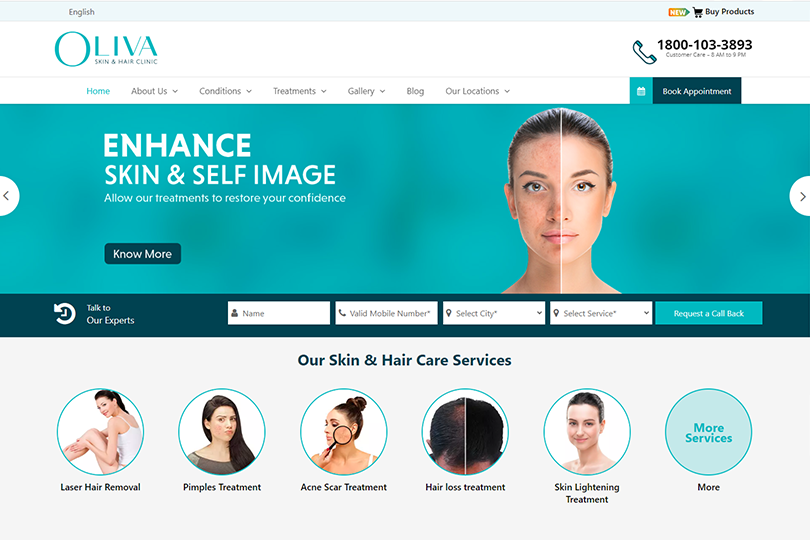 English
NEW Buy Products
OLIVA
SKIN & HAIR CLINIC
1800-103-3893
Customer Care – 8 AM to 9 PM
Home About Us Conditions Treatments Gallery Blog Our Locations Book Appointment
ENHANCE
SKIN & SELF IMAGE
Allow our treatments to restore your confidence
Know More
Talk to
Our Experts
Name Valid Mobile Number* Select City* Select Service* Request a Call Back
Our Skin & Hair Care Services
More
Services
Laser Hair Removal Pimples Treatment Acne Scar Treatment Hair loss treatment Skin Lightening
Treatment More